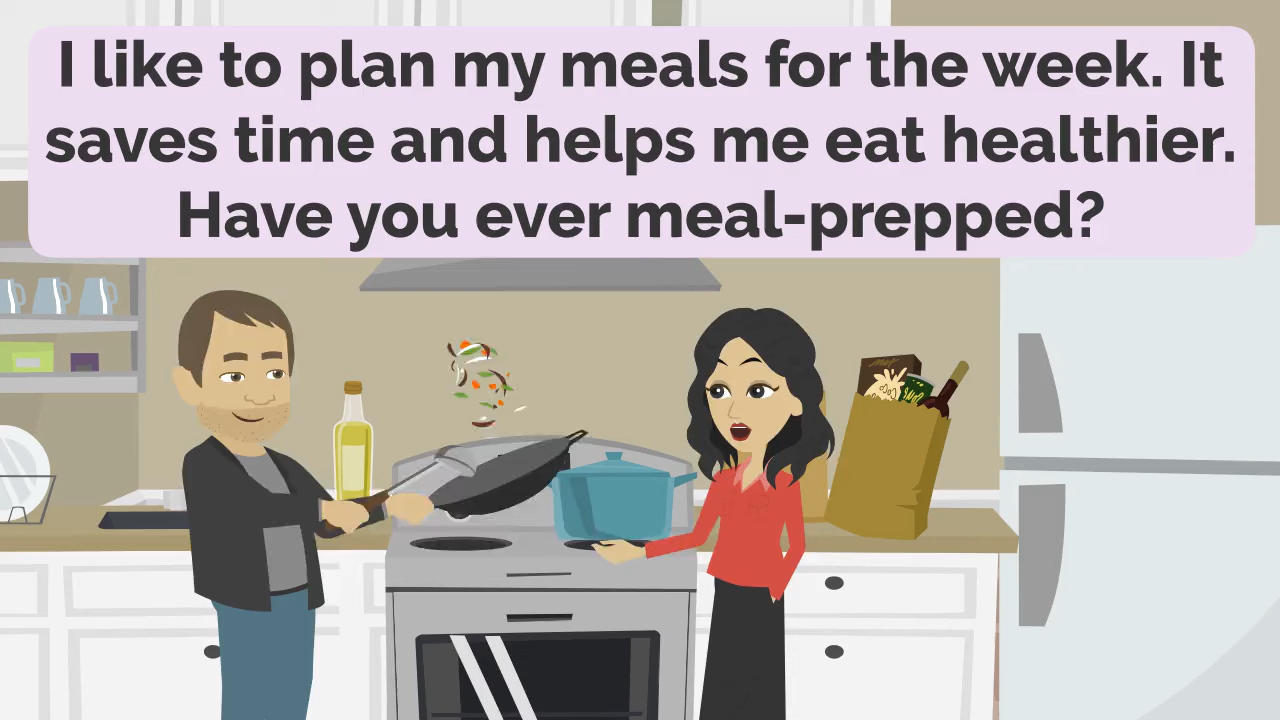 I like to plan my meals for the week. It
saves time and helps me eat healthier.
Have you ever meal-prepped?